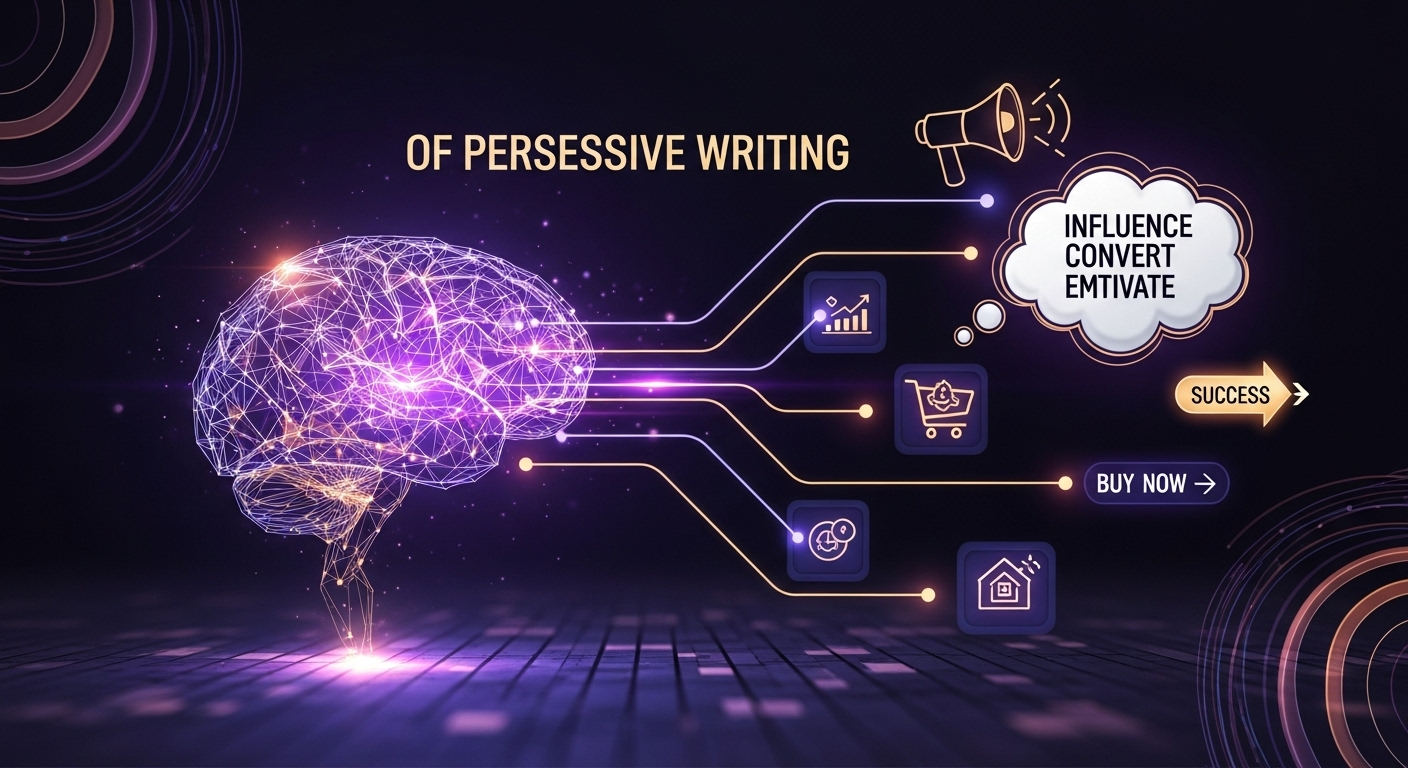 OF PERSESSIVE WRITING
INFLUENCE
CONVERT
EMTIVATE
SUCCESS
BUY NOW